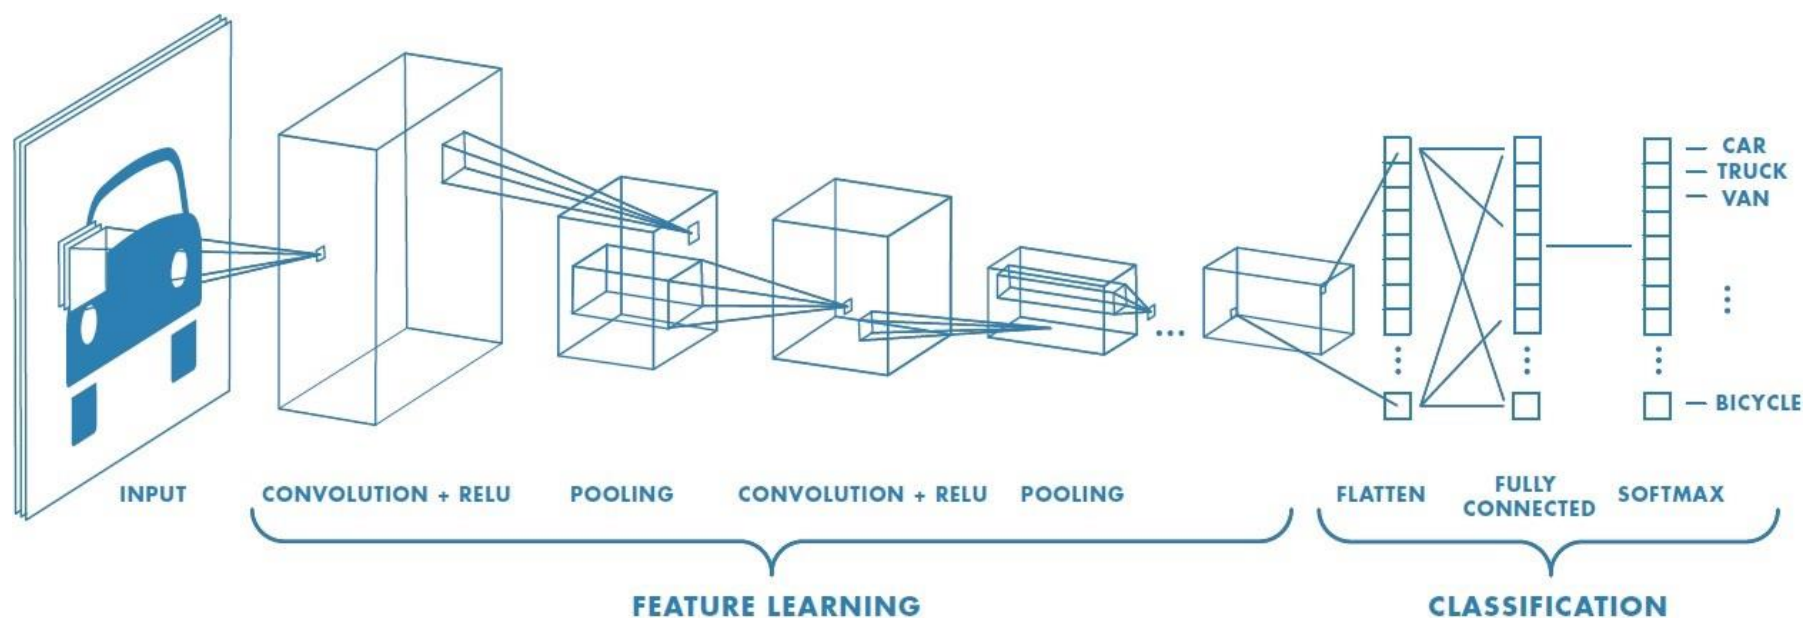 CAR
TRUCK
VAN
BICYCLE
INPUT
CONVOLUTION + RELU
POOLING
CONVOLUTION + RELU
POOLING
FLATTEN
FULLY
CONNECTED
SOFTMAX
FEATURE LEARNING
CLASSIFICATION